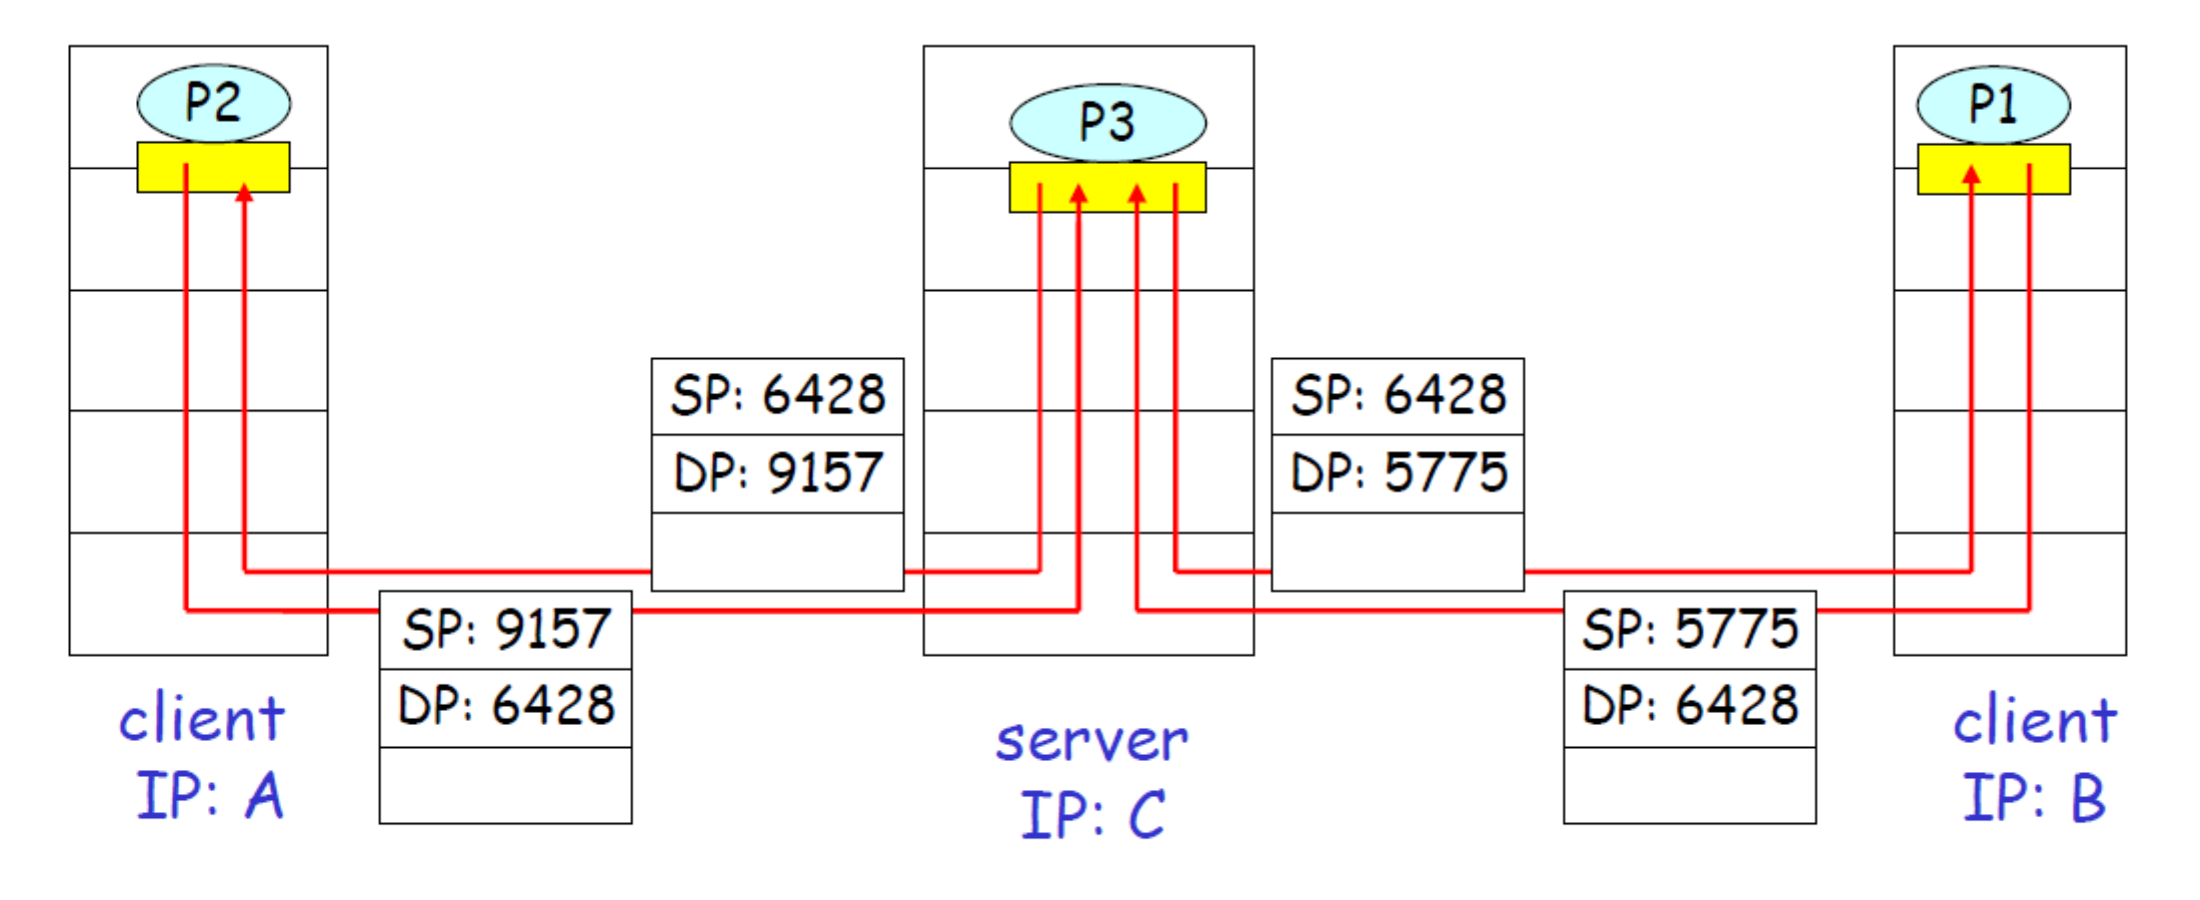 P2
P3
P1
SP: 6428
DP: 9157
SP: 6428
DP: 5775
SP: 9157
DP: 6428
SP: 5775
DP: 6428
client
IP: A
server
IP: C
client
IP: B